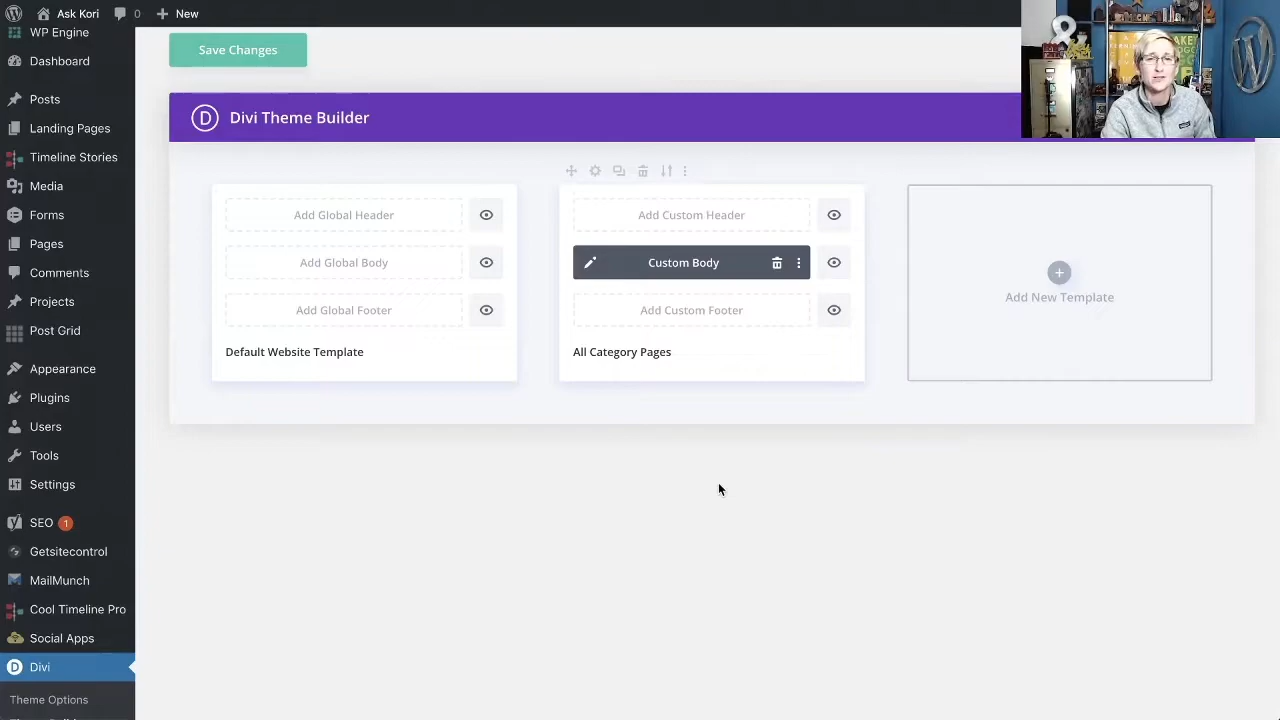 Ask Kori
0
New
WP Engine
Dashboard
Posts
Landing Pages
Timeline Stories
Media
Forms
Pages
Comments
Projects
Post Grid
Appearance
Plugins
Users
Tools
Settings
SEO 1
Getsitecontrol
MailMunch
Cool Timeline Pro
Social Apps
Divi
Theme Options
Save Changes
D Divi Theme Builder
Add Global Header
Add Global Body
Add Global Footer
Default Website Template
Add Custom Header
Custom Body
Add Custom Footer
All Category Pages
Add New Template